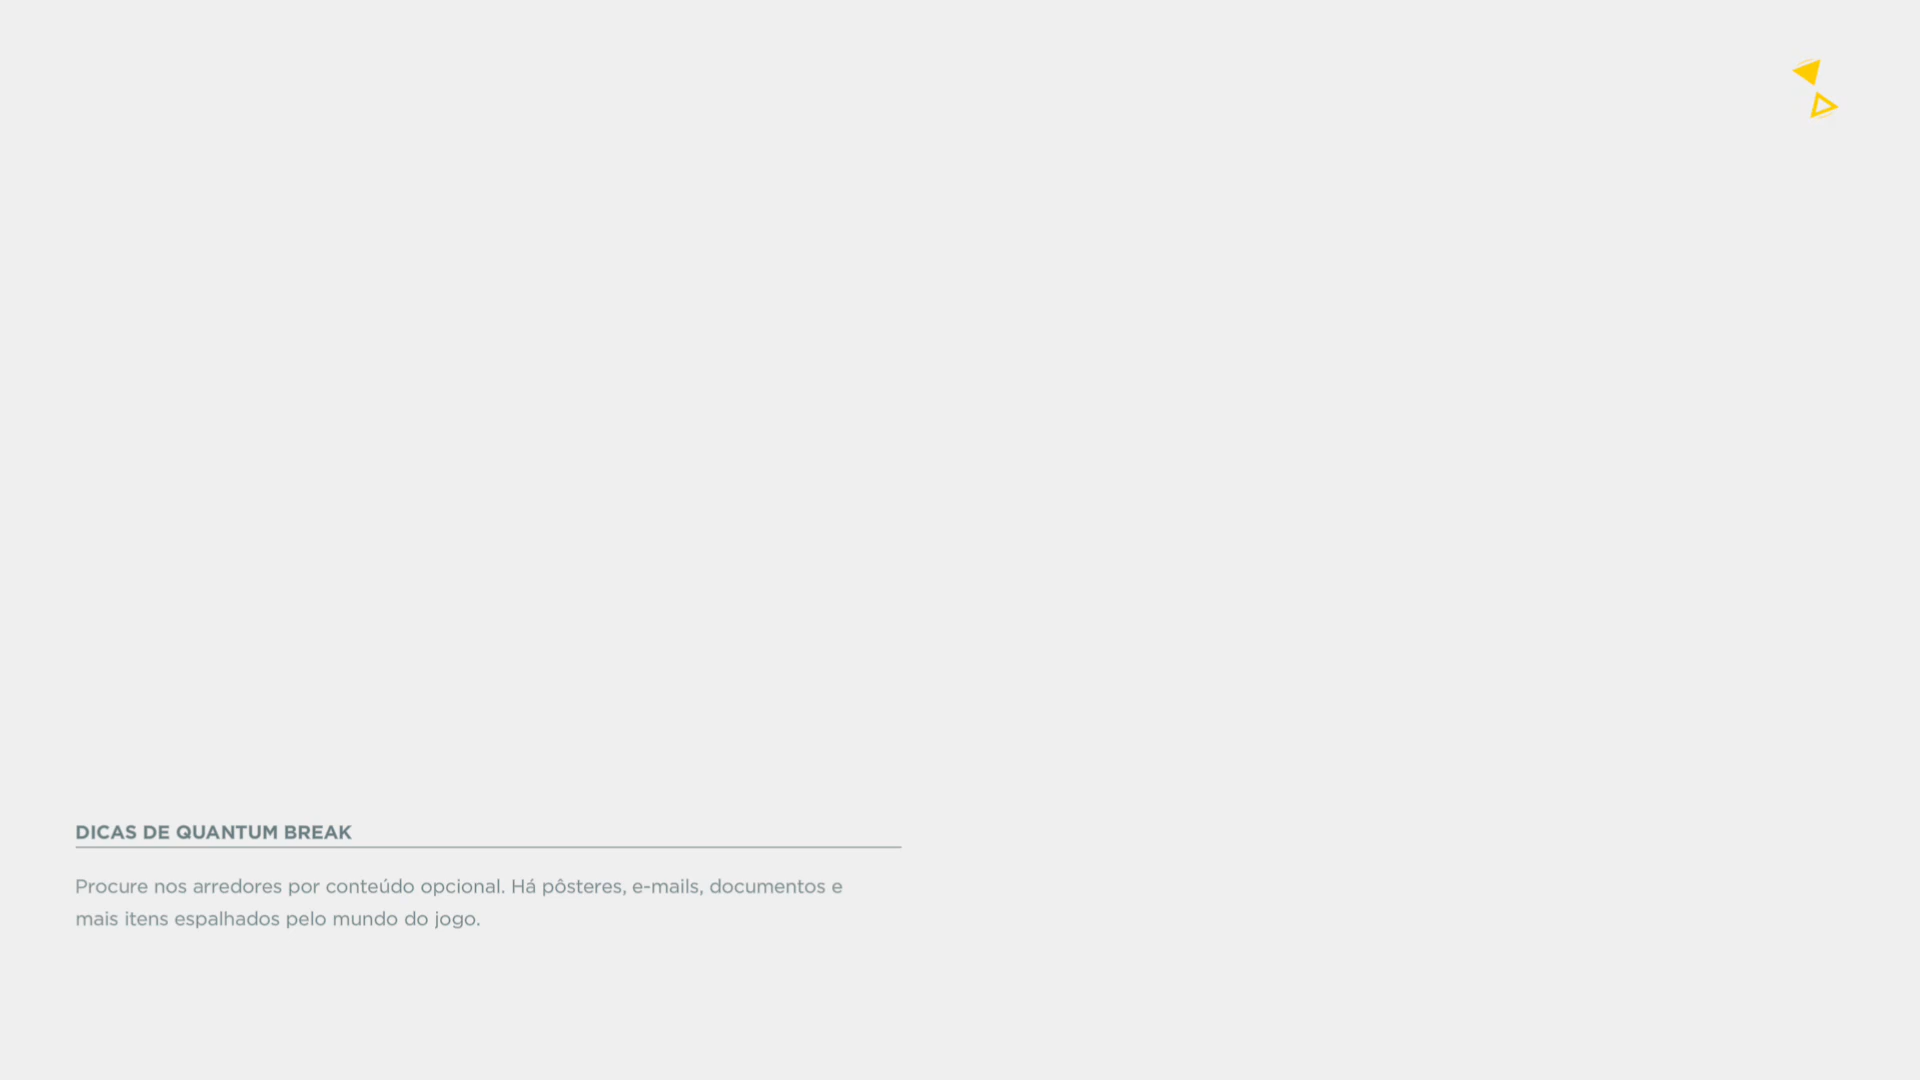 DICAS DE QUANTUM BREAK
Procure nos arredores por conteúdo opcional. Há pôsteres, e-mails, documentos e
mais itens espalhados pelo mundo do jogo.